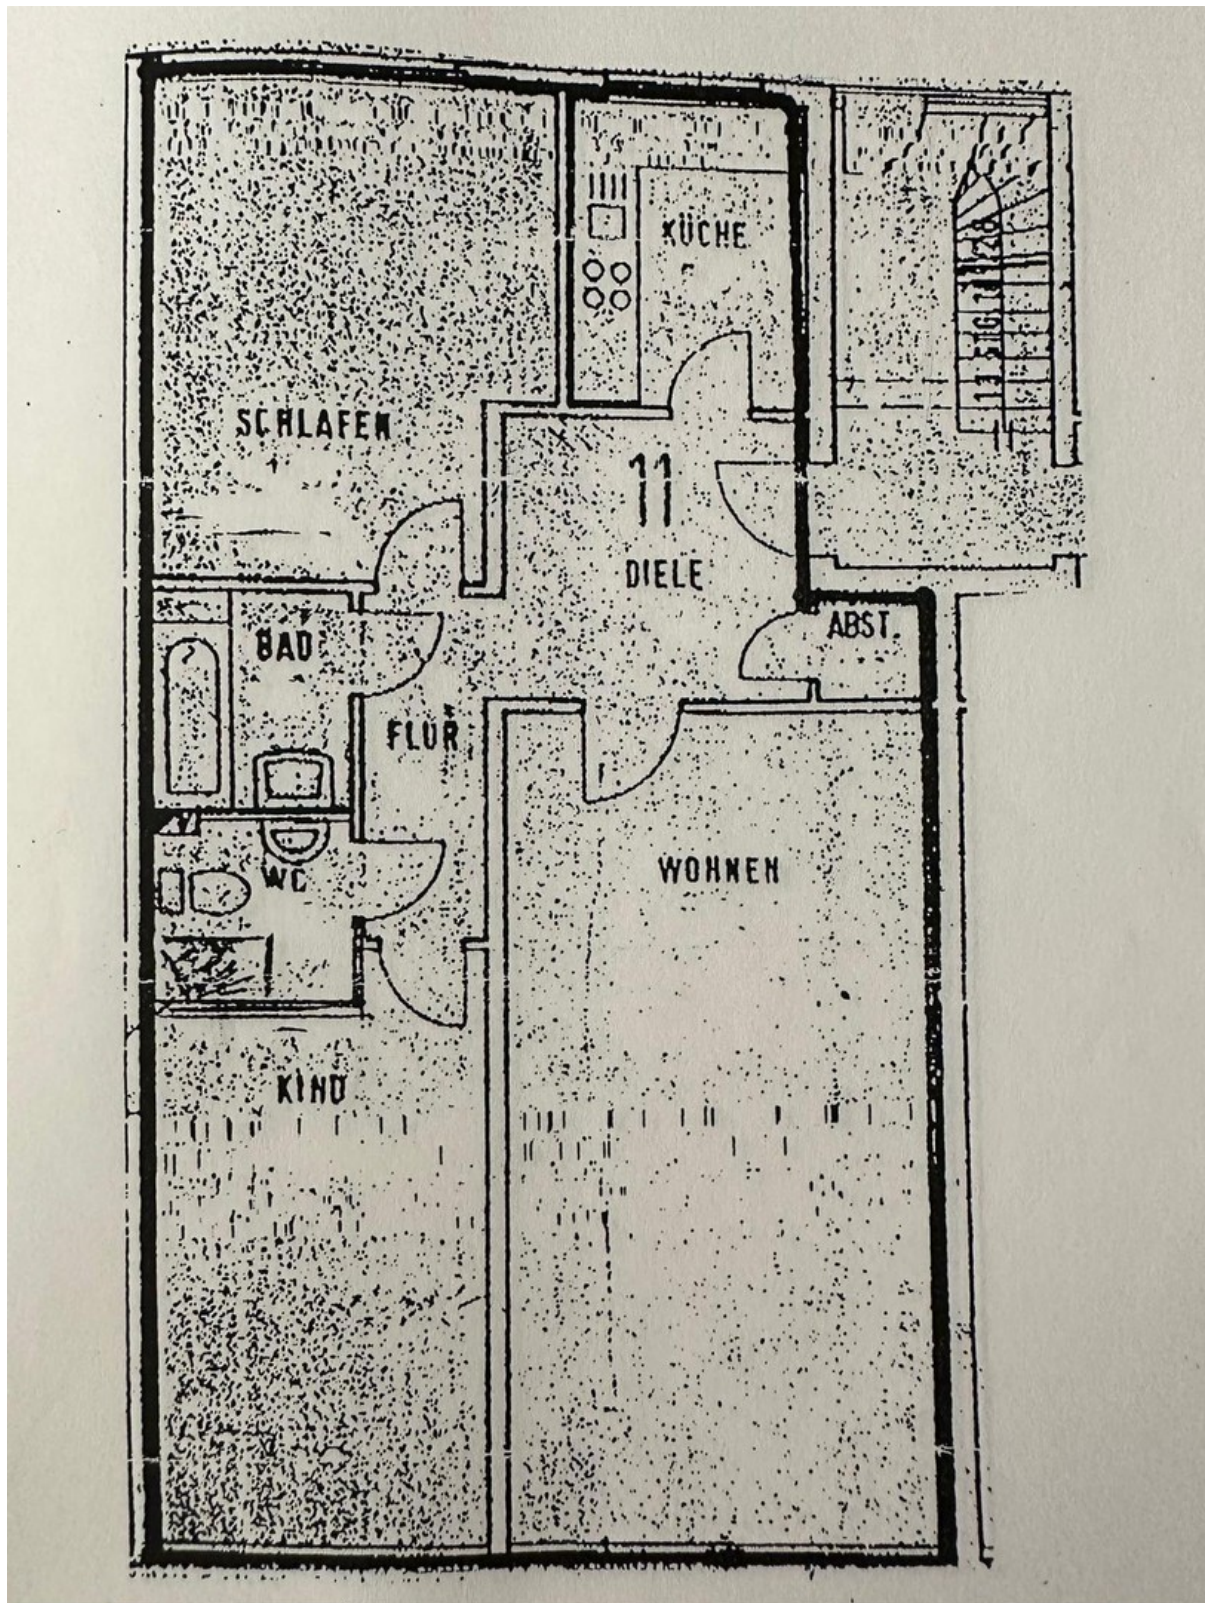 KÜCHE
SCHLAFEN
11
DIELE
ABST.
BAD
FLUR
WOHNEN
WC
KIND